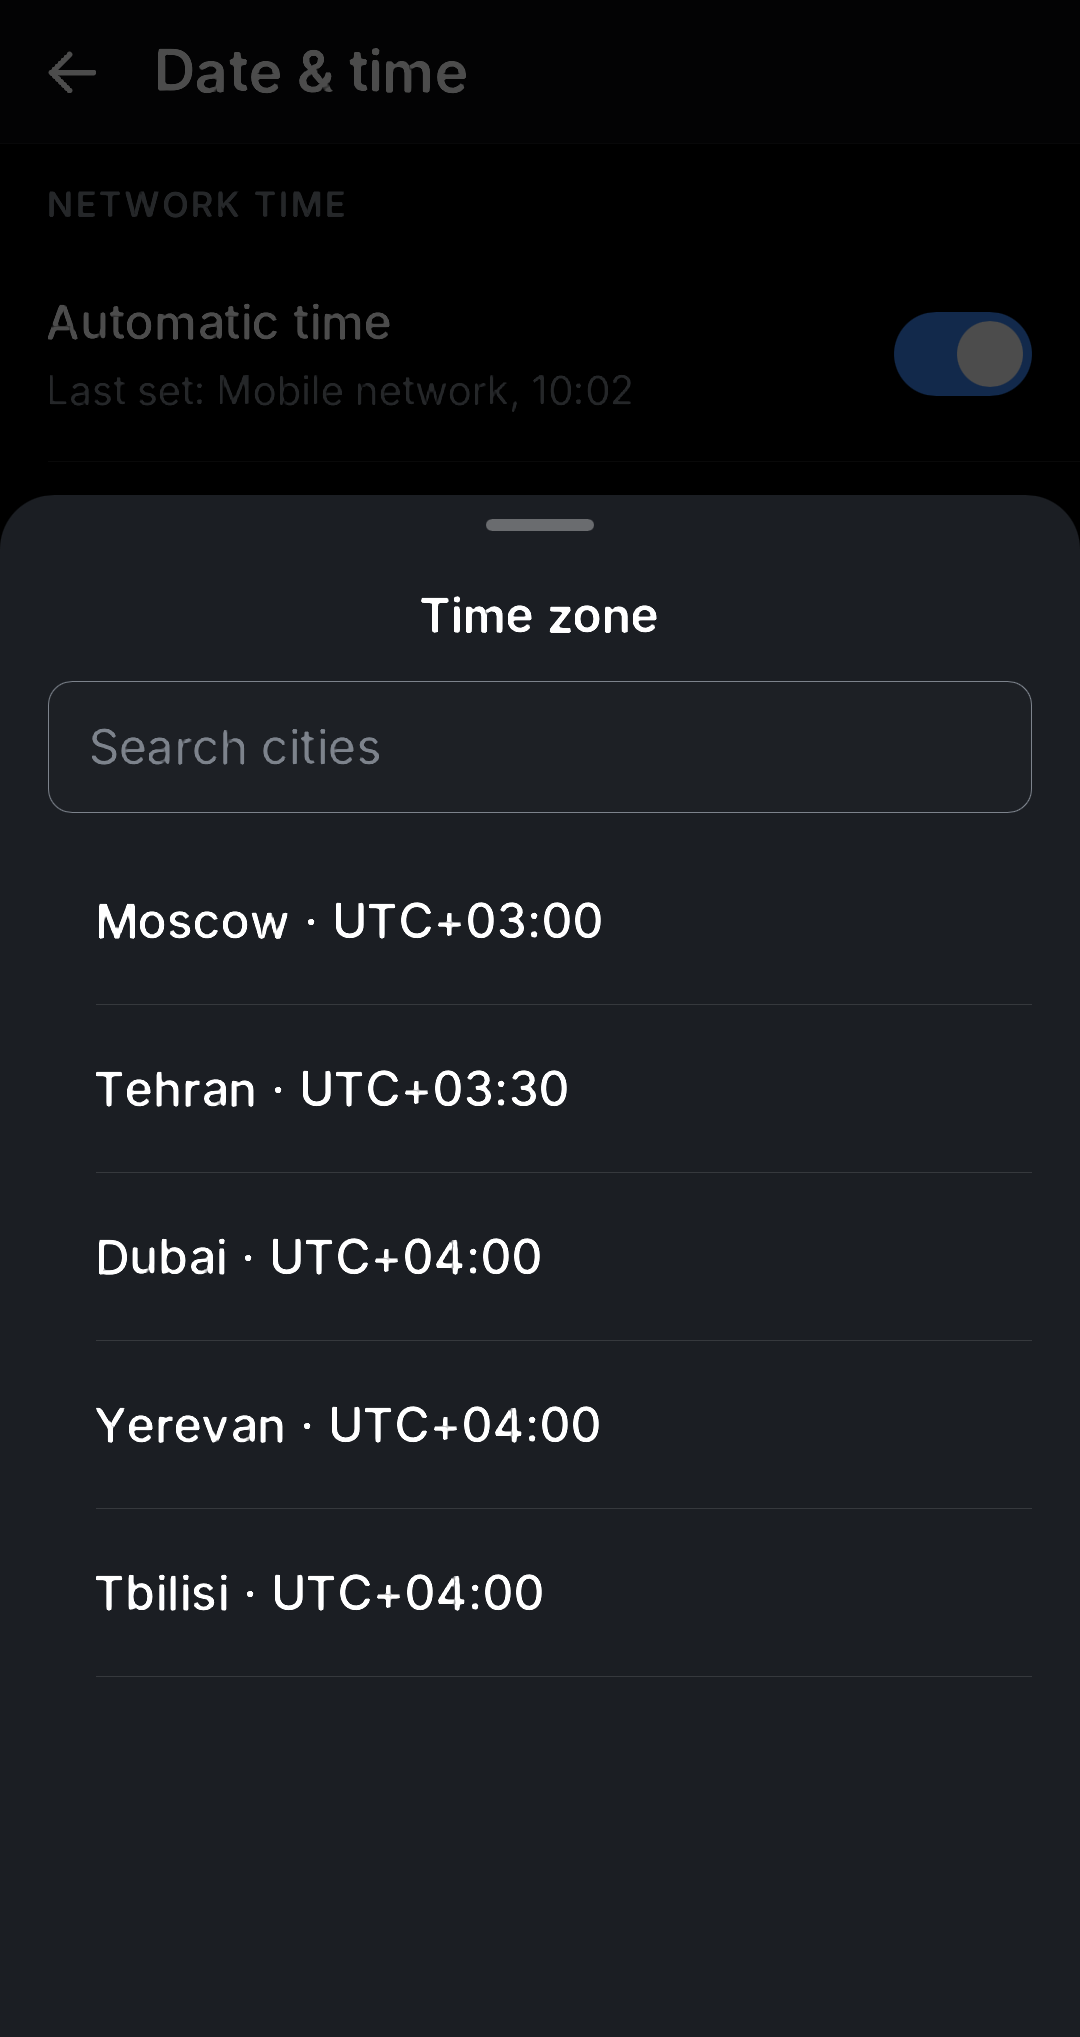 Date & time
NETWORK TIME
Automatic time
Last set: Mobile network, 10:02
Time zone
Search cities
Moscow · UTC+03:00
Tehran · UTC+03:30
Dubai · UTC+04:00
Yerevan · UTC+04:00
Tbilisi · UTC+04:00